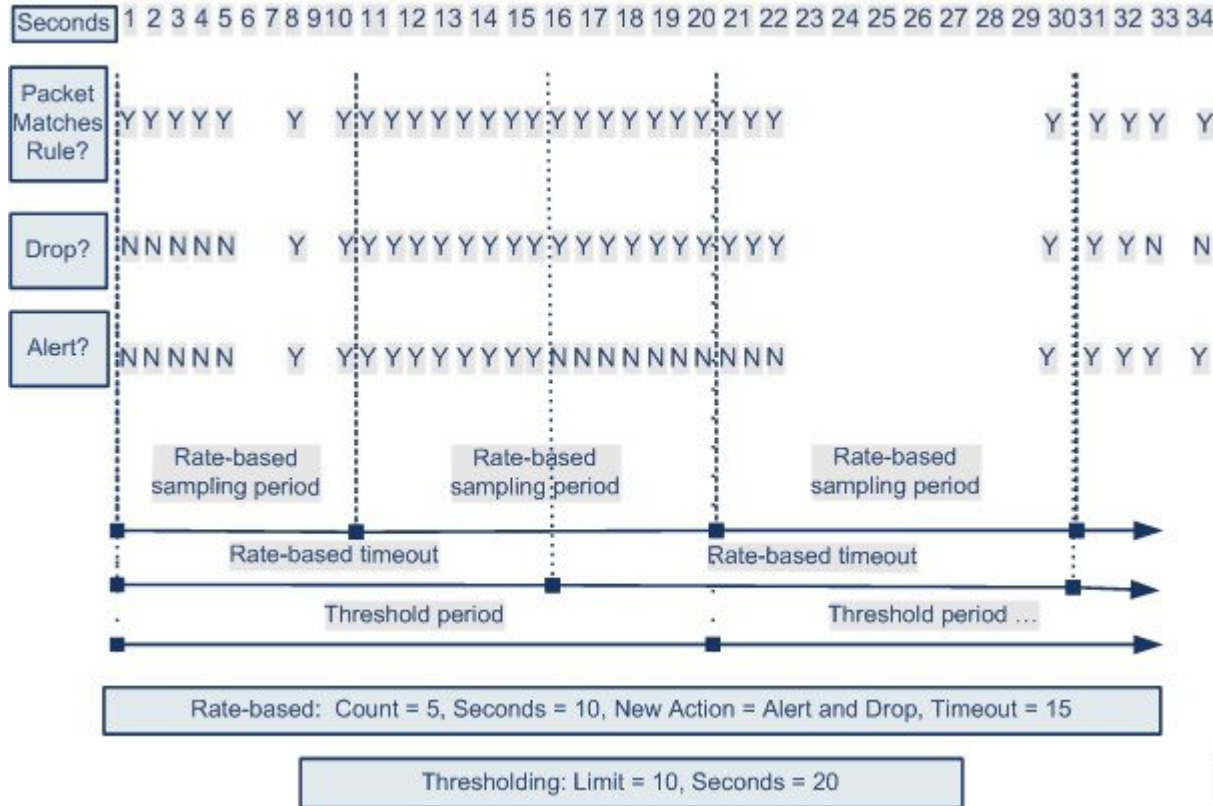 Seconds 1 2 3 4 5 6 7 8 9 10 11 12 13 14 15 16 17 18 19 20 21 22 23 24 25 26 27 28 29 30 31 32 33 34
Packet
Matches
Rule?
Y Y Y Y Y Y Y Y Y Y Y Y Y Y Y Y Y Y Y Y Y Y Y Y Y Y Y Y Y Y
Drop? N N N N N Y Y Y Y Y Y Y Y Y Y Y Y Y Y Y Y Y Y Y Y Y Y Y N N
Alert? N N N N N Y Y Y Y Y Y Y Y Y Y N N N N N N N N N N Y Y Y Y Y
Rate-based
sampling period
Rate-based
sampling period
Rate-based
sampling period
Rate-based timeout
Rate-based timeout
Threshold period
Threshold period ...
Rate-based: Count = 5, Seconds = 10, New Action = Alert and Drop, Timeout = 15
Thresholding: Limit = 10, Seconds = 20